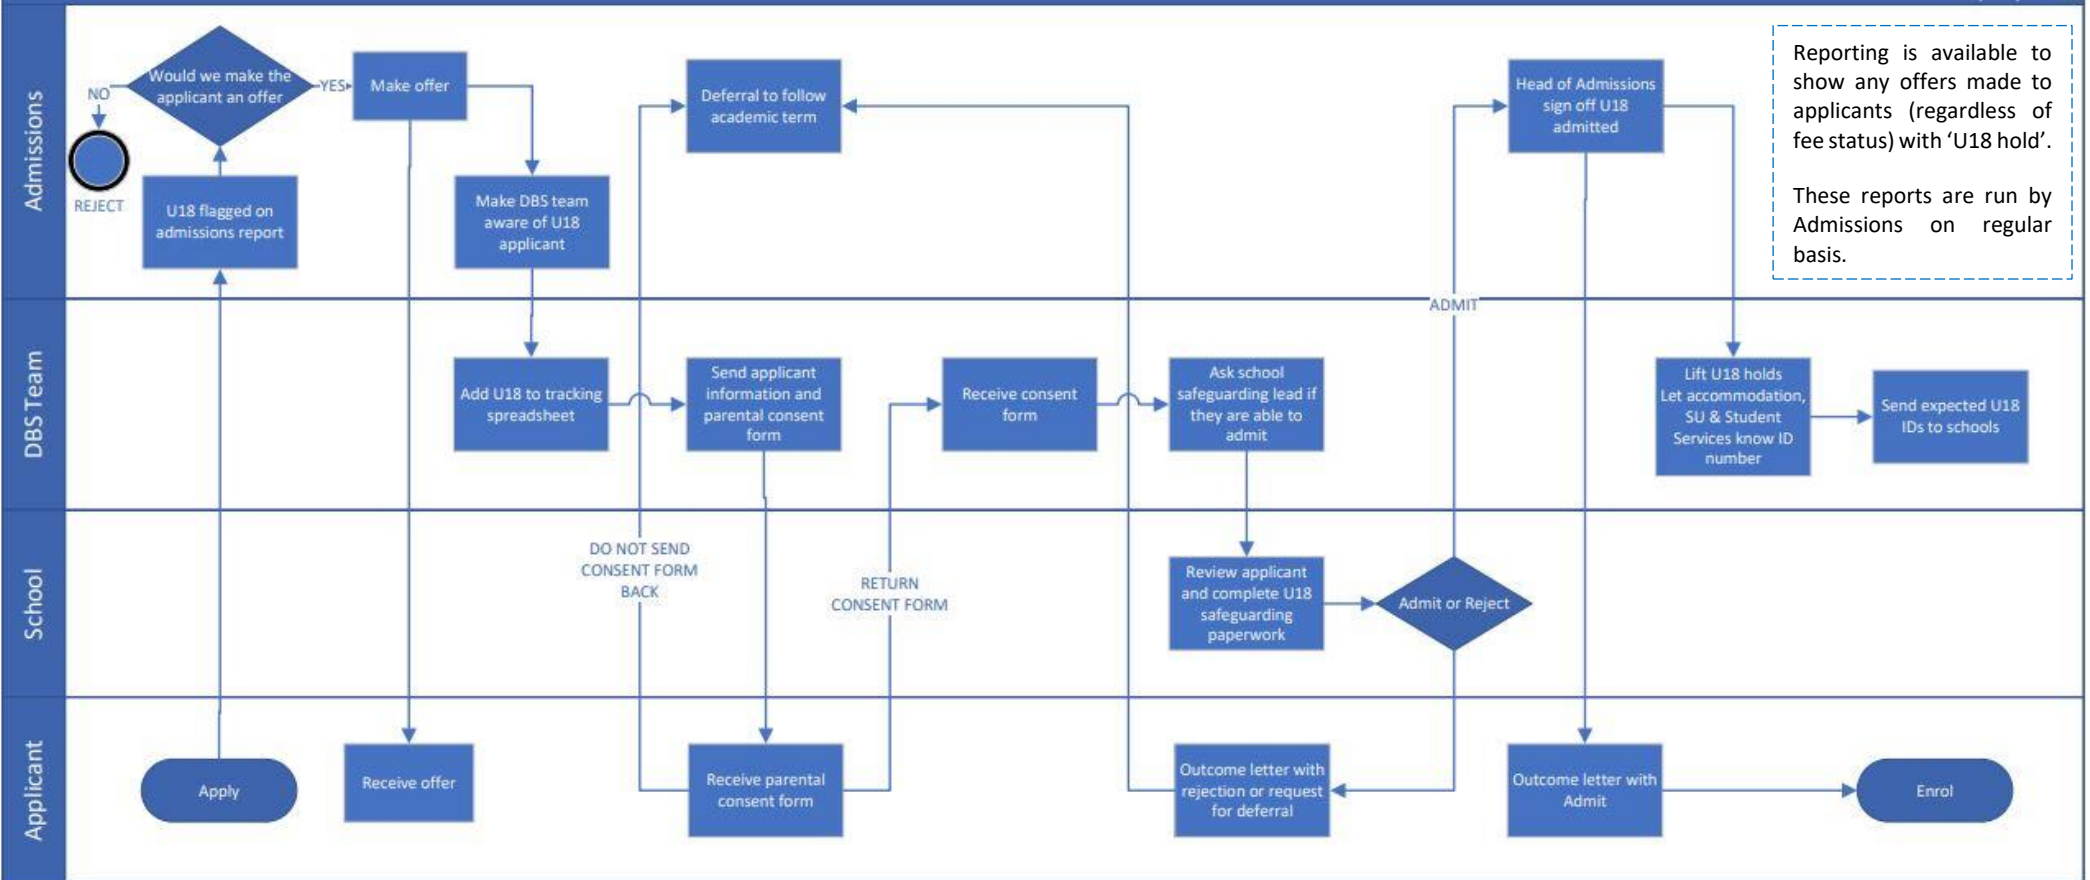 Admissions
Would we make the
applicant an offer
NO
YES
REJECT
U18 flagged on
admissions report
Make offer
Make DBS team
aware of U18
applicant
Deferral to follow
academic term
Head of Admissions
sign off U18
admitted
Reporting is available to
show any offers made to
applicants (regardless of
fee status) with ‘U18 hold’.
These reports are run by
Admissions on regular
basis.
ADMIT
DBS Team
Add U18 to tracking
spreadsheet
Send applicant
information and
parental consent
form
Receive consent
form
Ask school
safeguarding lead if
they are able to
admit
Lift U18 holds
Let accommodation,
SU & Student
Services know ID
number
Send expected U18
IDs to schools
School
DO NOT SEND
CONSENT FORM
BACK
RETURN
CONSENT FORM
Review applicant
and complete U18
safeguarding
paperwork
Admit or Reject
Applicant
Apply
Receive offer
Receive parental
consent form
Outcome letter with
rejection or request
for deferral
Outcome letter with
Admit
Enrol